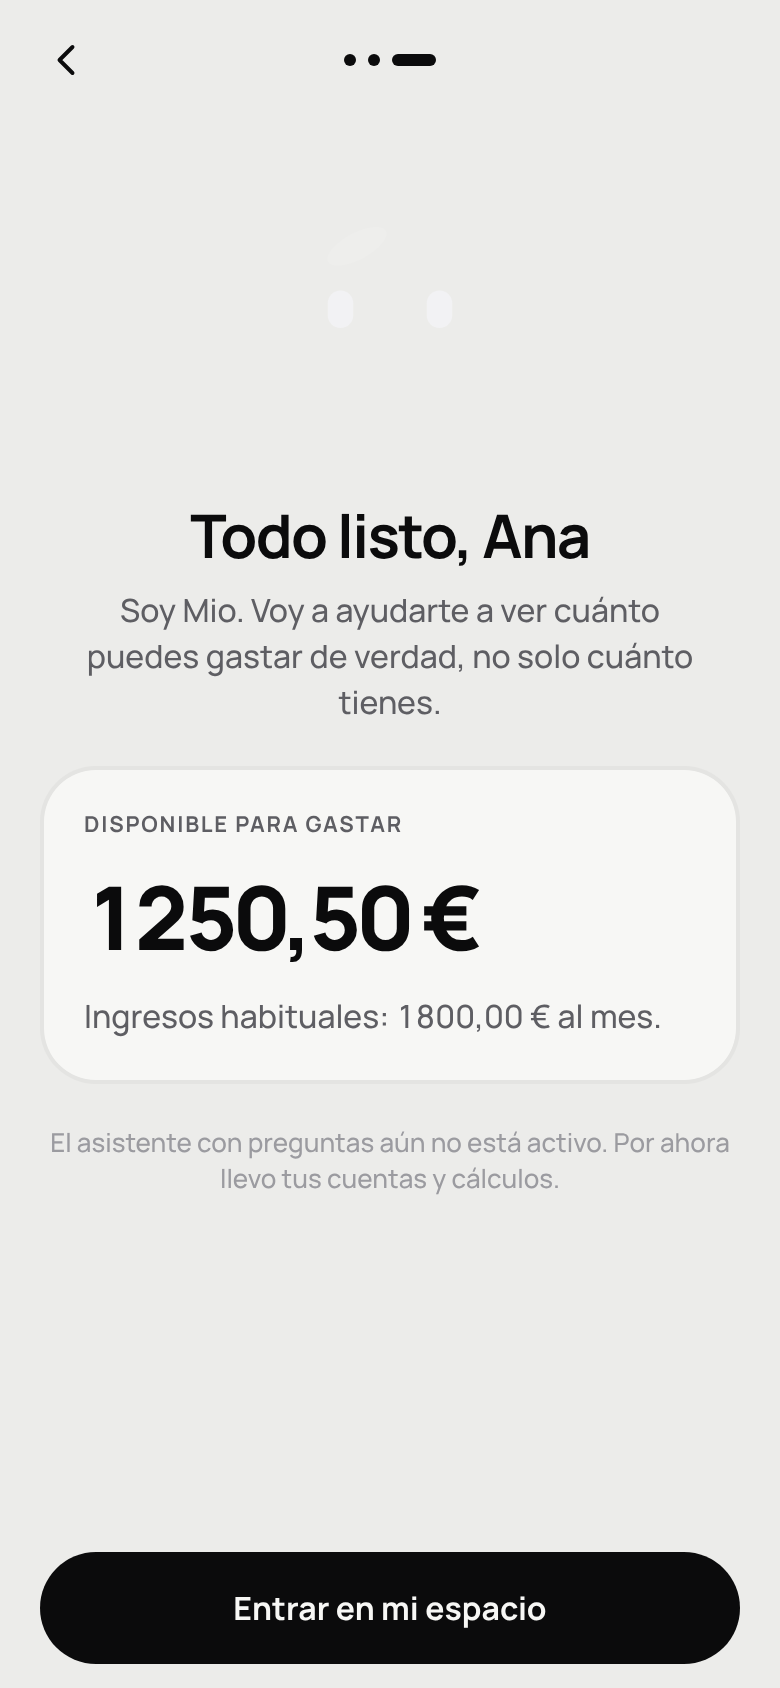 Todo listo, Ana
Soy Mio. Voy a ayudarte a ver cuánto
puedes gastar de verdad, no solo cuánto
tienes.
DISPONIBLE PARA GASTAR
1250,50 €
Ingresos habituales: 1800,00 € al mes.
El asistente con preguntas aún no está activo. Por ahora
llevo tus cuentas y cálculos.
Entrar en mi espacio